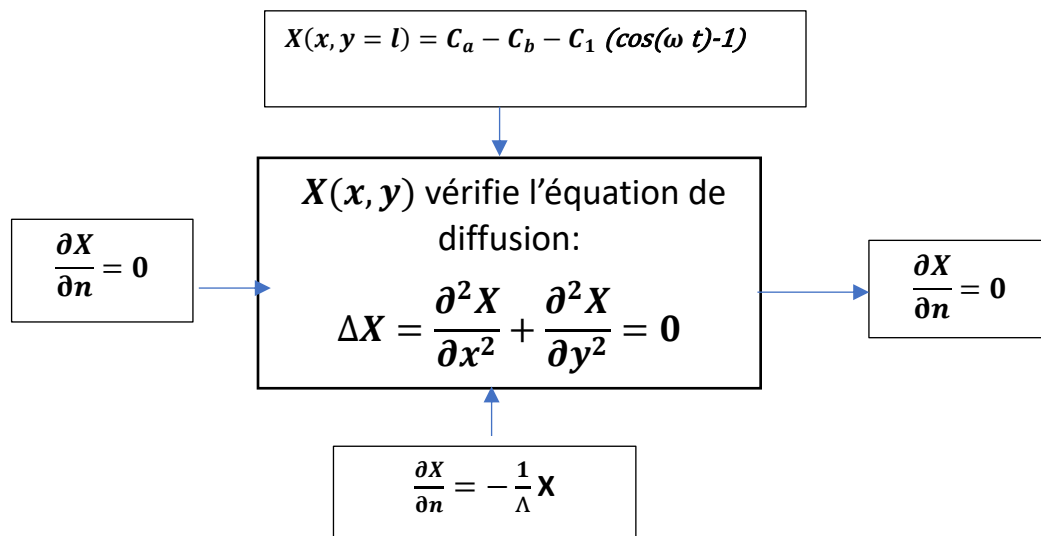 X(x, y = l) = C_a − C_b − C_1 (cos(ω t)-1)
X(x, y) vérifie l’équation de
diffusion:
∂X/∂n = 0
ΔX = ∂²X/∂x² + ∂²X/∂y² = 0
∂X/∂n = 0
∂X/∂n = − 1/Λ X